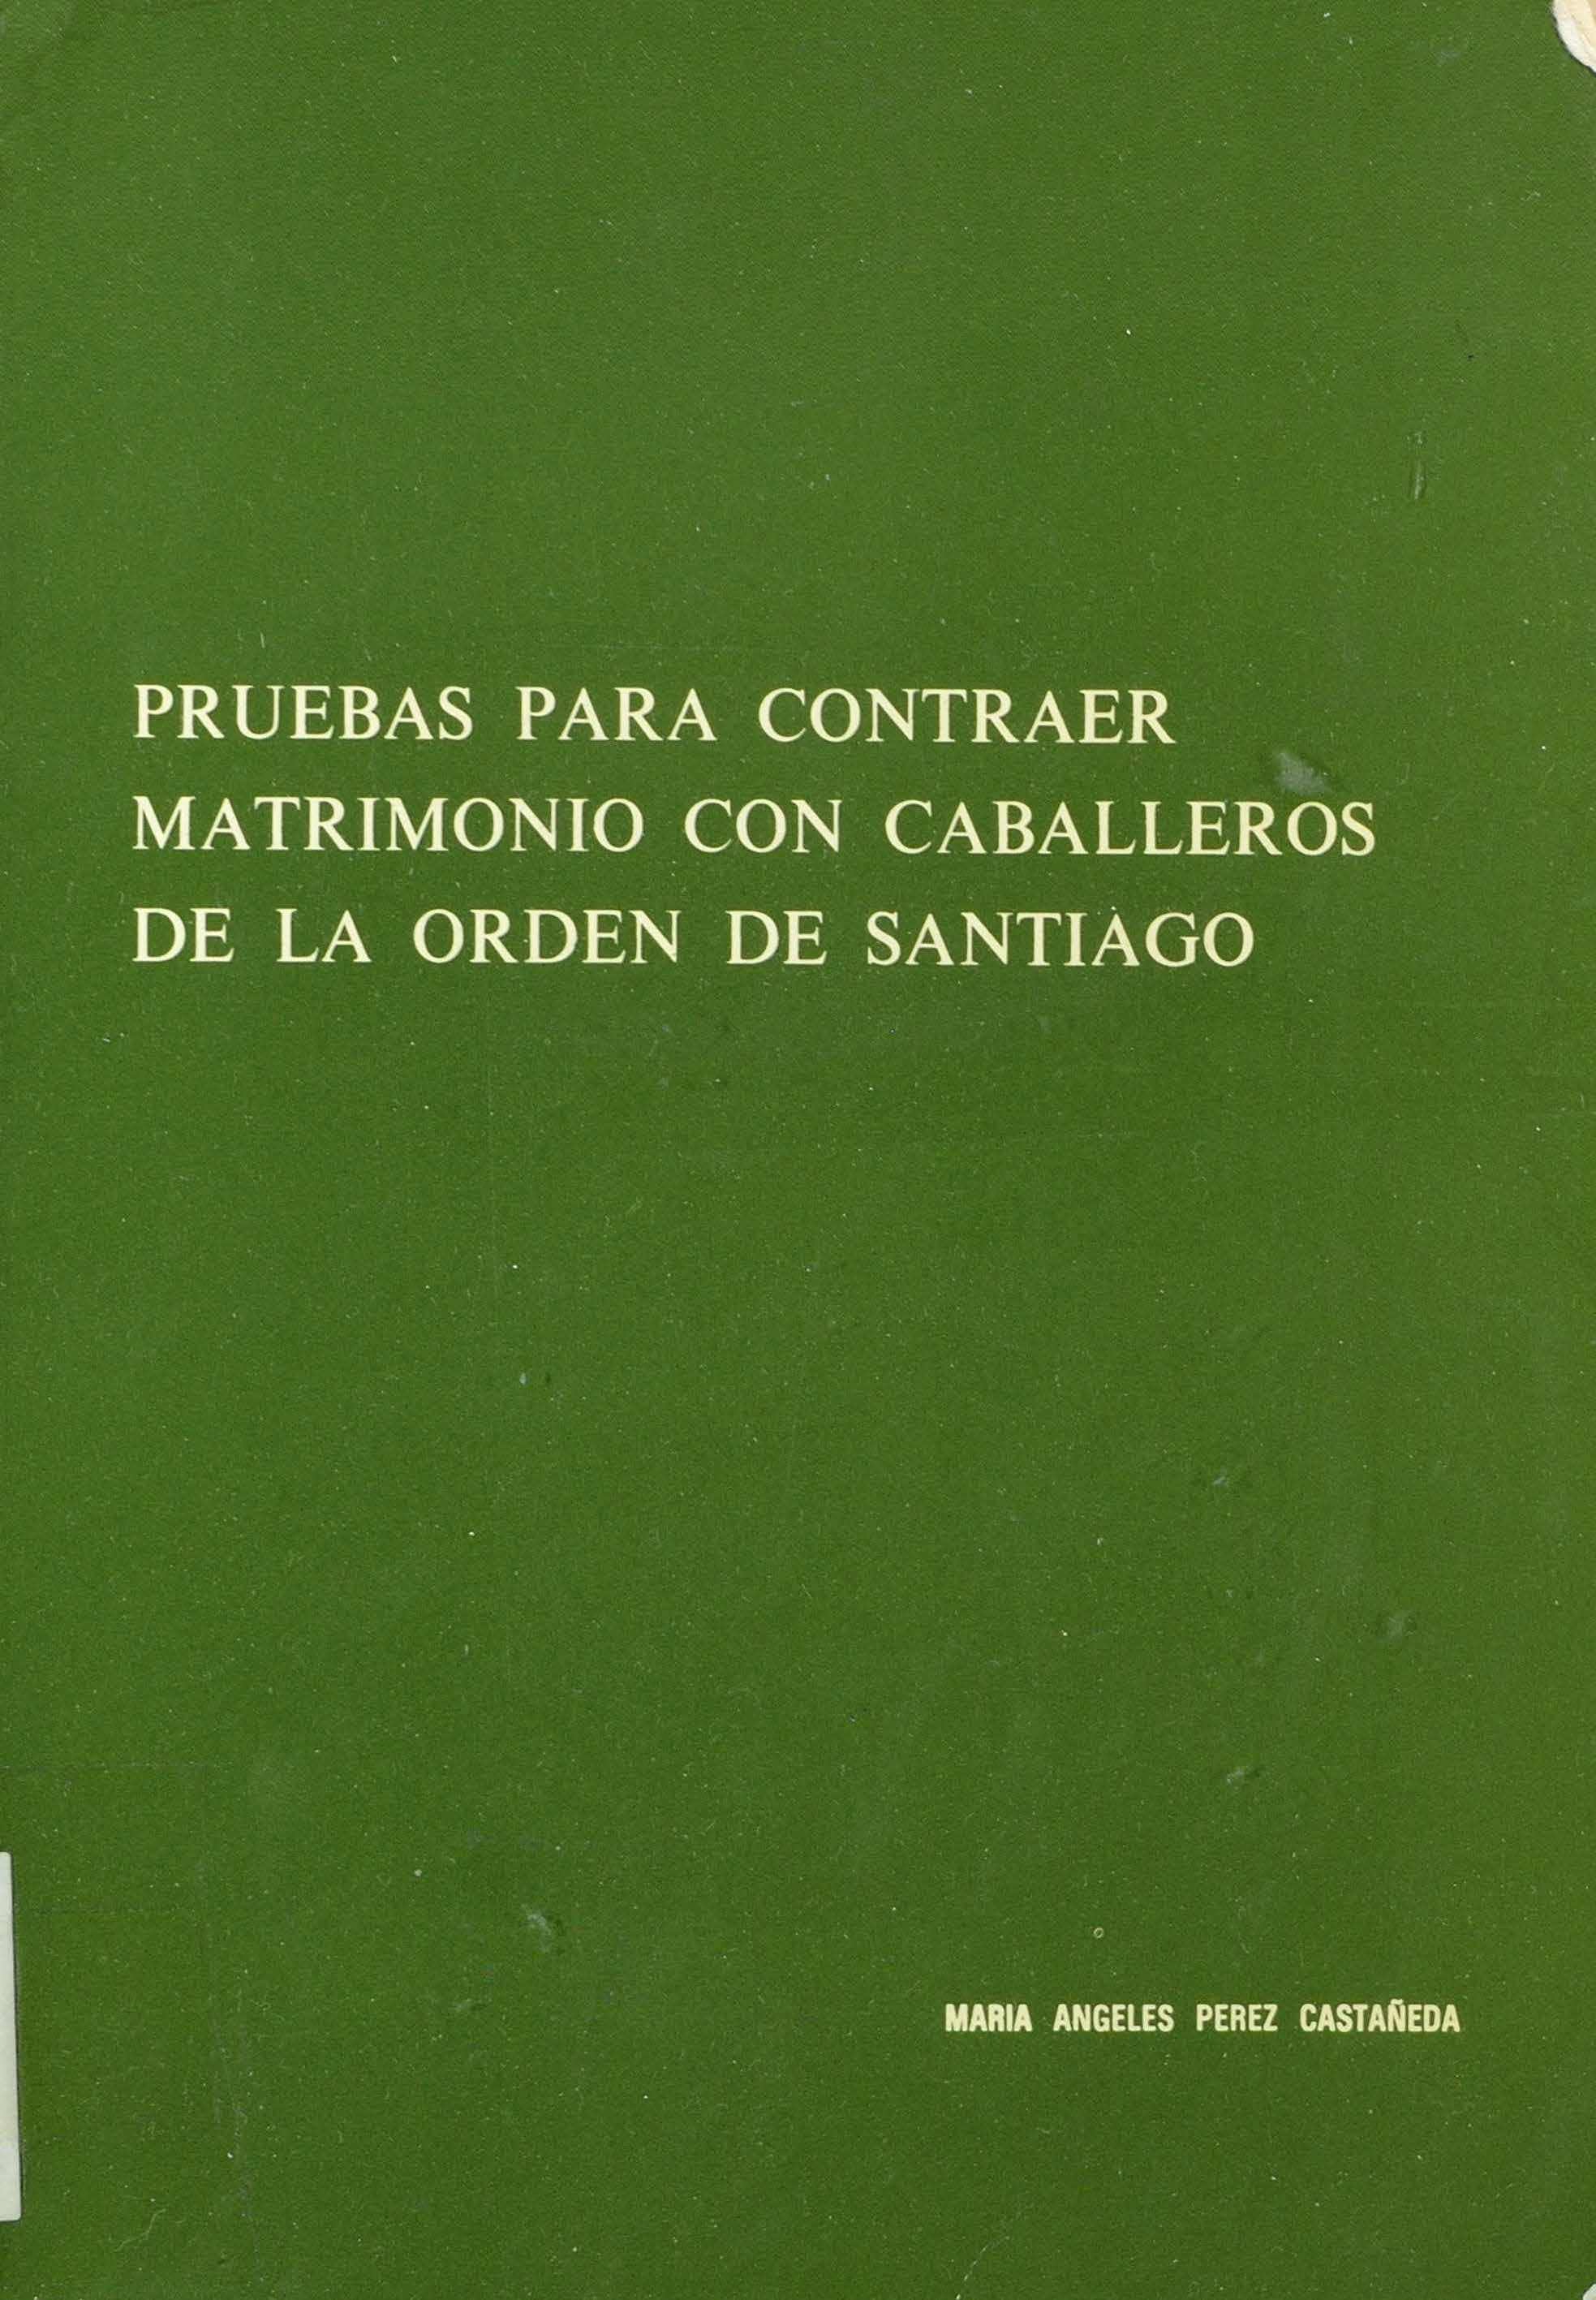 PRUEBAS PARA CONTRAER
MATRIMONIO CON CABALLEROS
DE LA ORDEN DE SANTIAGO
MARIA ANGELES PEREZ CASTAÑEDA